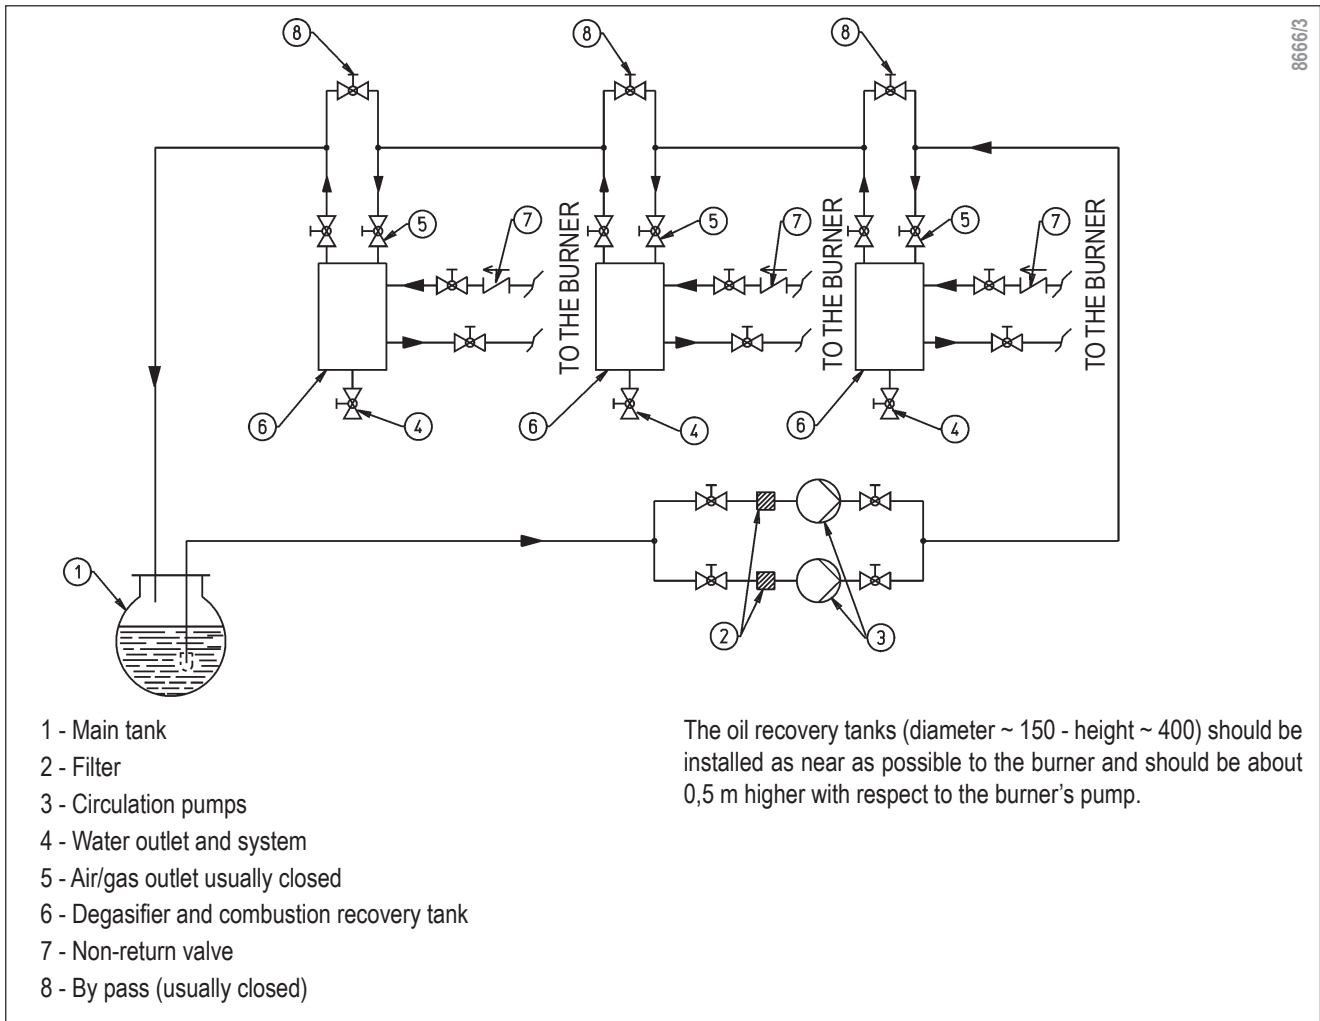 8666/3
8
8
8
5
7
TO THE BURNER
5
7
TO THE BURNER
5
7
TO THE BURNER
6
4
6
4
6
4
1
2
3
1 - Main tank
2 - Filter
3 - Circulation pumps
4 - Water outlet and system
5 - Air/gas outlet usually closed
6 - Degasifier and combustion recovery tank
7 - Non-return valve
8 - By pass (usually closed)
The oil recovery tanks (diameter ~ 150 - height ~ 400) should be
installed as near as possible to the burner and should be about
0,5 m higher with respect to the burner’s pump.